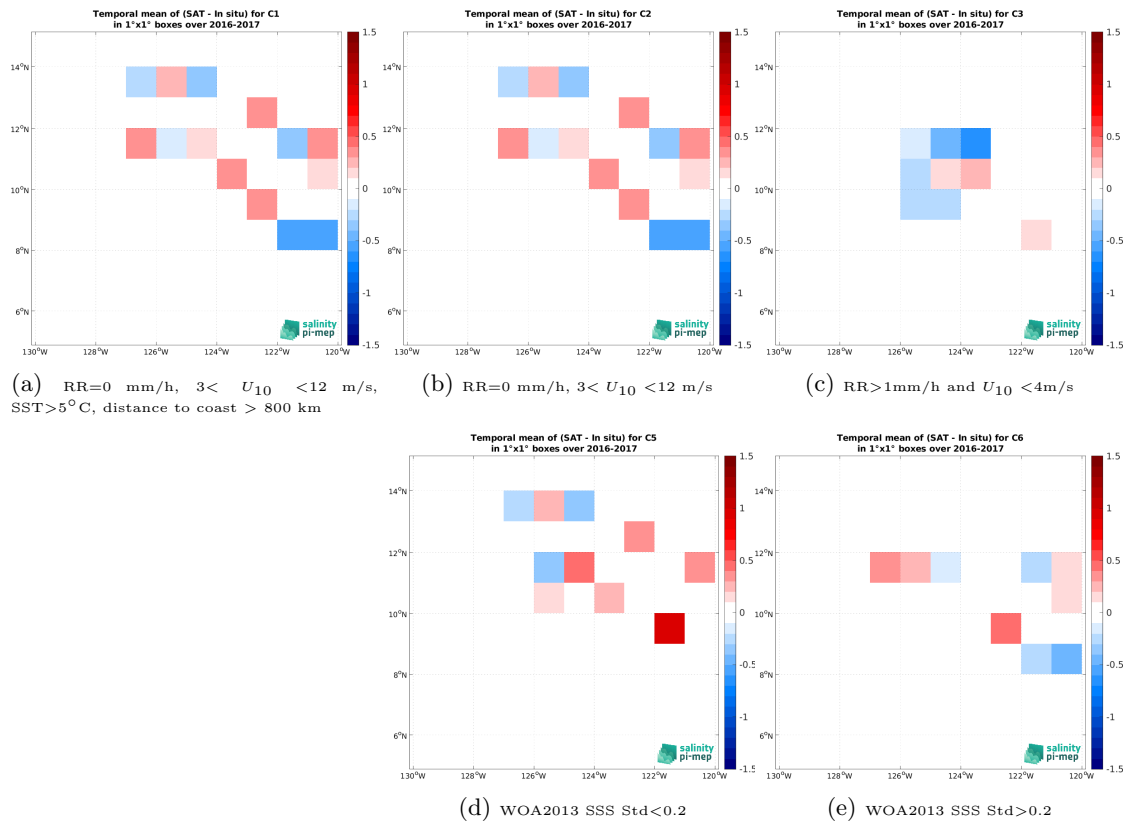 Temporal mean of (SAT - In situ) for C1
in 1°x1° boxes over 2016-2017
Temporal mean of (SAT - In situ) for C2
in 1°x1° boxes over 2016-2017
Temporal mean of (SAT - In situ) for C3
in 1°x1° boxes over 2016-2017
14°N
12°N
10°N
8°N
6°N
130°W 128°W 126°W 124°W 122°W 120°W
1.5
1
0.5
0
-0.5
-1
-1.5
salinity
pi-mep
14°N
12°N
10°N
8°N
6°N
130°W 128°W 126°W 124°W 122°W 120°W
1.5
1
0.5
0
-0.5
-1
-1.5
salinity
pi-mep
14°N
12°N
10°N
8°N
6°N
130°W 128°W 126°W 124°W 122°W 120°W
1.5
1
0.5
0
-0.5
-1
-1.5
salinity
pi-mep
(a) RR=0 mm/h, 3< U10 <12 m/s,
SST>5°C, distance to coast > 800 km
(b) RR=0 mm/h, 3< U10 <12 m/s
(c) RR>1mm/h and U10 <4m/s
Temporal mean of (SAT - In situ) for C5
in 1°x1° boxes over 2016-2017
Temporal mean of (SAT - In situ) for C6
in 1°x1° boxes over 2016-2017
14°N
12°N
10°N
8°N
6°N
130°W 128°W 126°W 124°W 122°W 120°W
1.5
1
0.5
0
-0.5
-1
-1.5
salinity
pi-mep
14°N
12°N
10°N
8°N
6°N
130°W 128°W 126°W 124°W 122°W 120°W
1.5
1
0.5
0
-0.5
-1
-1.5
salinity
pi-mep
(d) WOA2013 SSS Std<0.2
(e) WOA2013 SSS Std>0.2